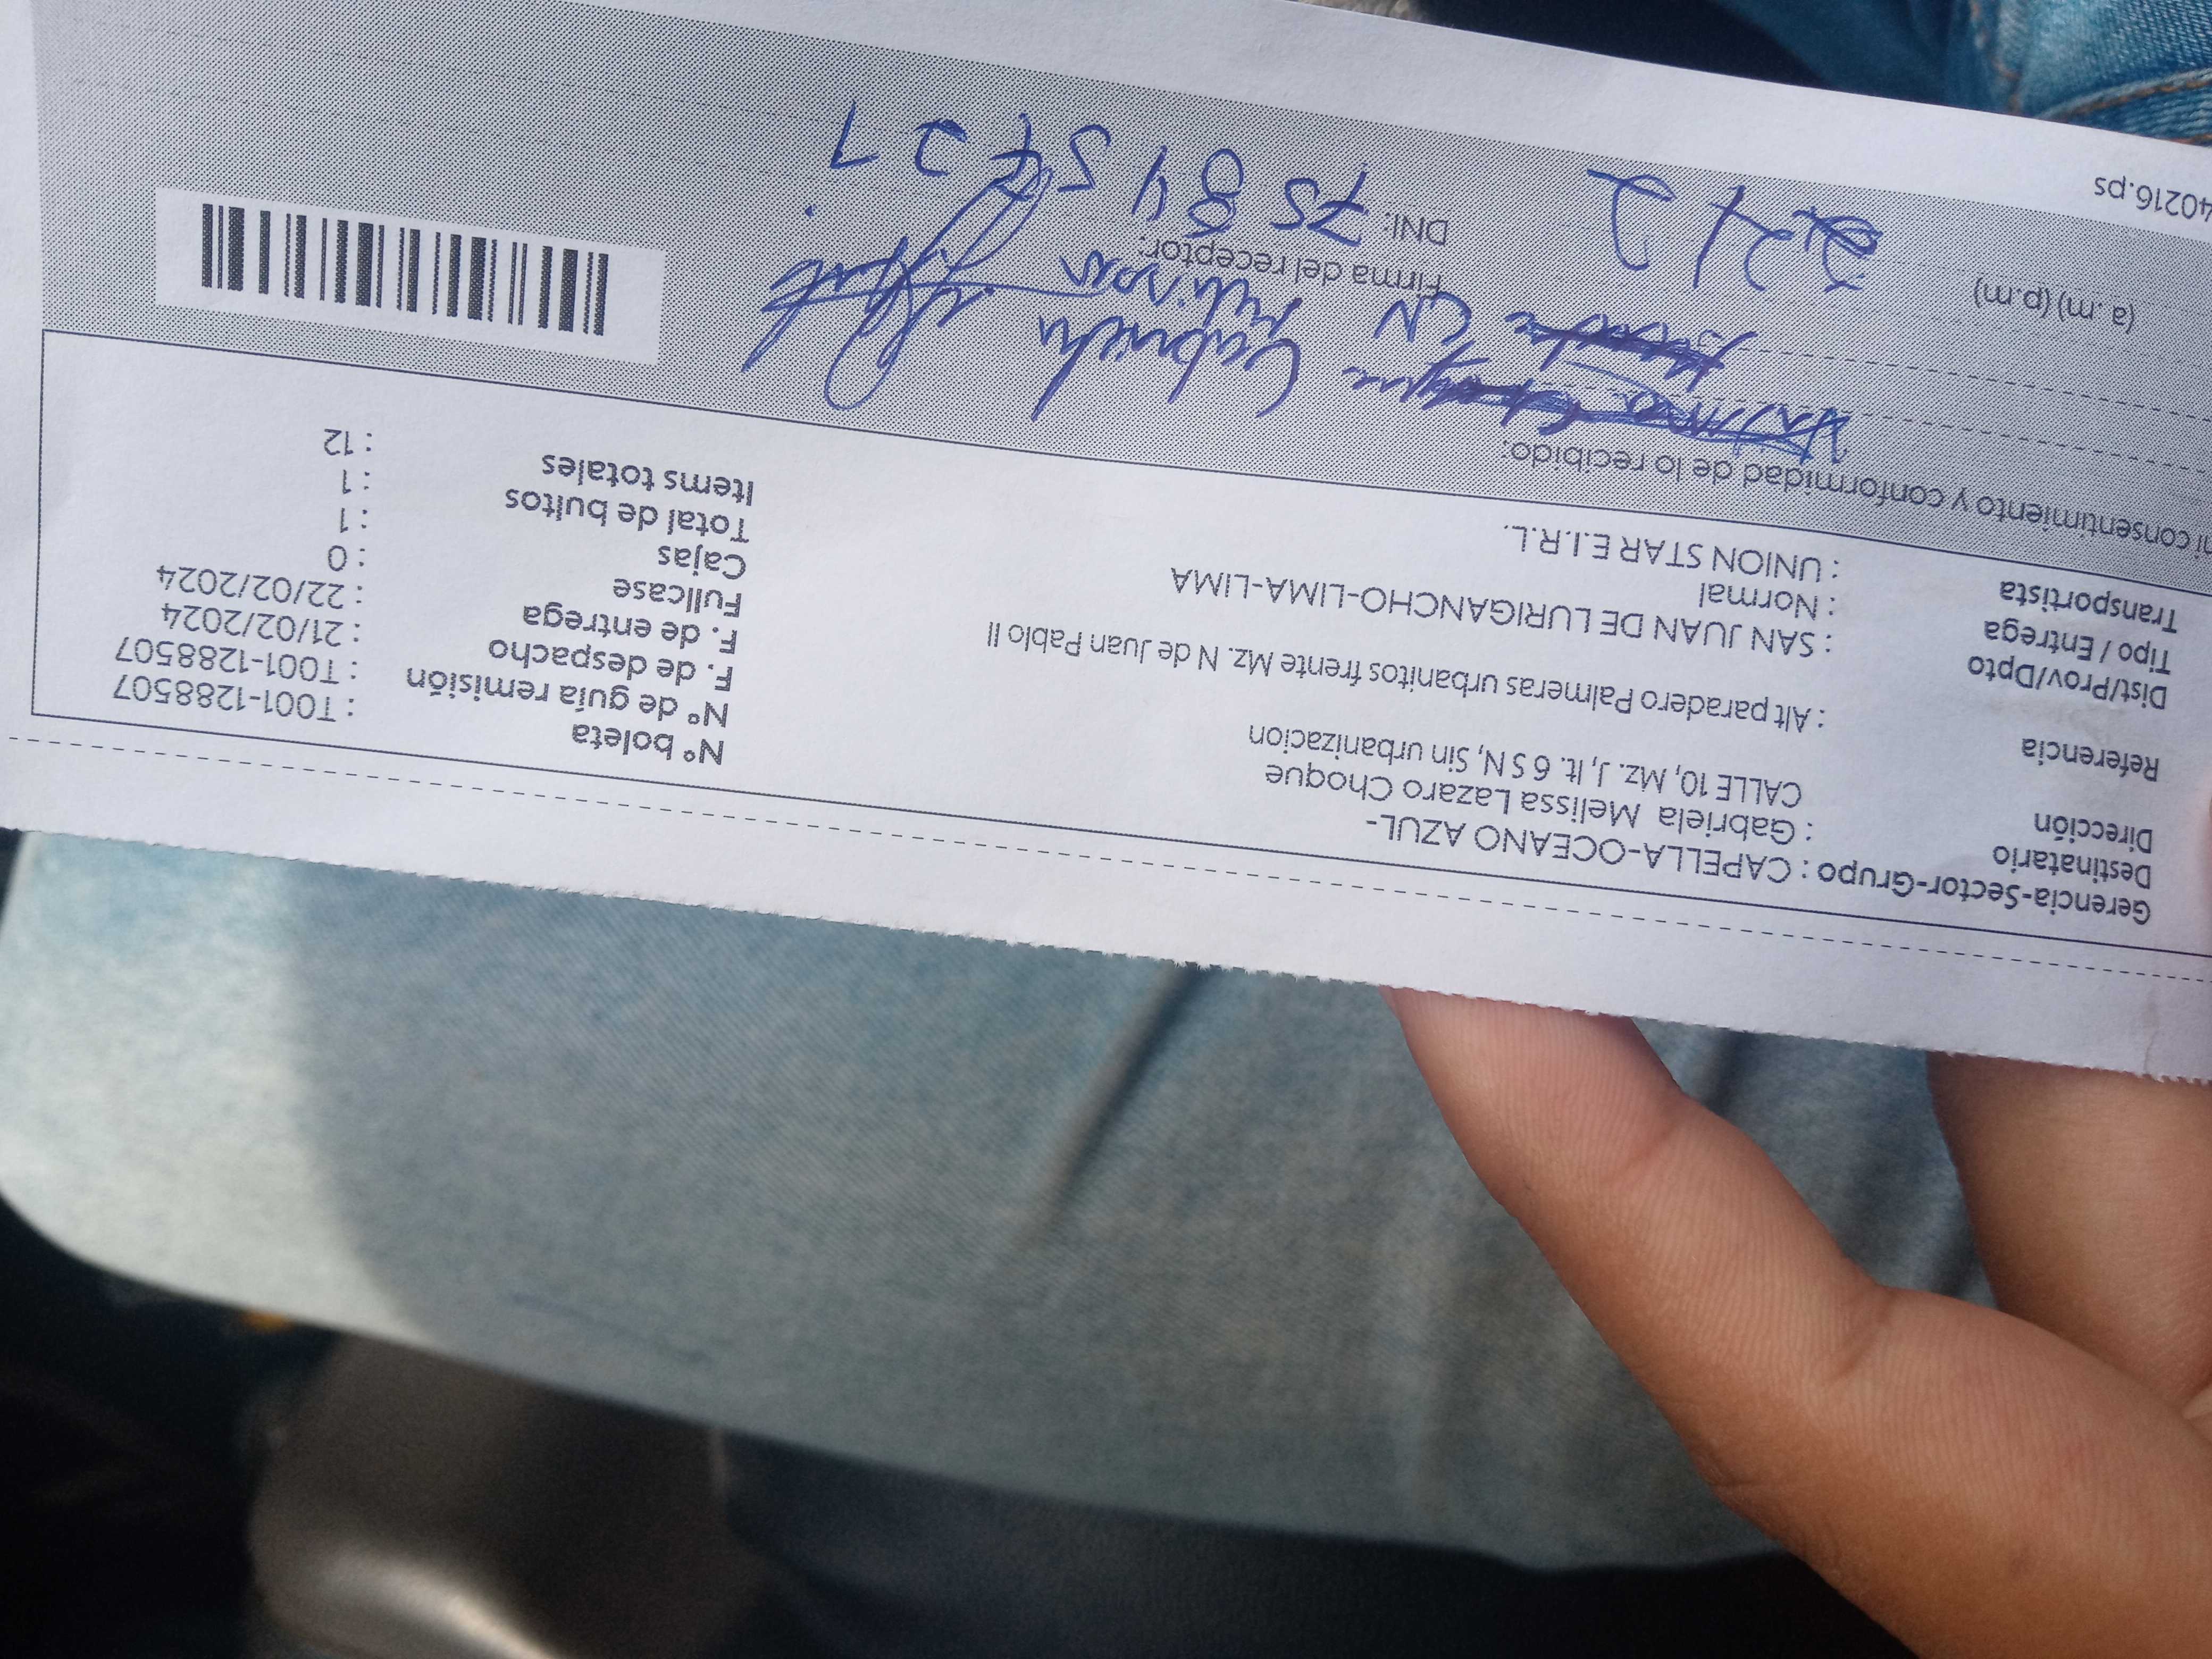 Gerencia-Sector-Grupo : CAPELLA-OCEANO AZUL-
Destinatario : Gabriela Melissa Lazaro Choque
Dirección CALLE 10, Mz. J, lt. 6 S N, Sin urbanizacion
Referencia : Alt paradero Palmeras urbanitos frente Mz. N de Juan Pablo II
Dist/Prov/Dpto : SAN JUAN DE LURIGANCHO-LIMA-LIMA
Tipo / Entrega : Normal
Transportista : UNION STAR E.I.R.L.
N° boleta : T001-1288507
N° de guía remisión : T001-1288507
F. de despacho : 21/02/2024
F. de entrega : 22/02/2024
Fullcase : 0
Cajas : 1
Total de bultos : 1
Items totales : 12
consentimiento y conformidad de lo recibido:
Gabriela
Firma del receptor:
(a.m) (p.m)
DNI:
40216.ps